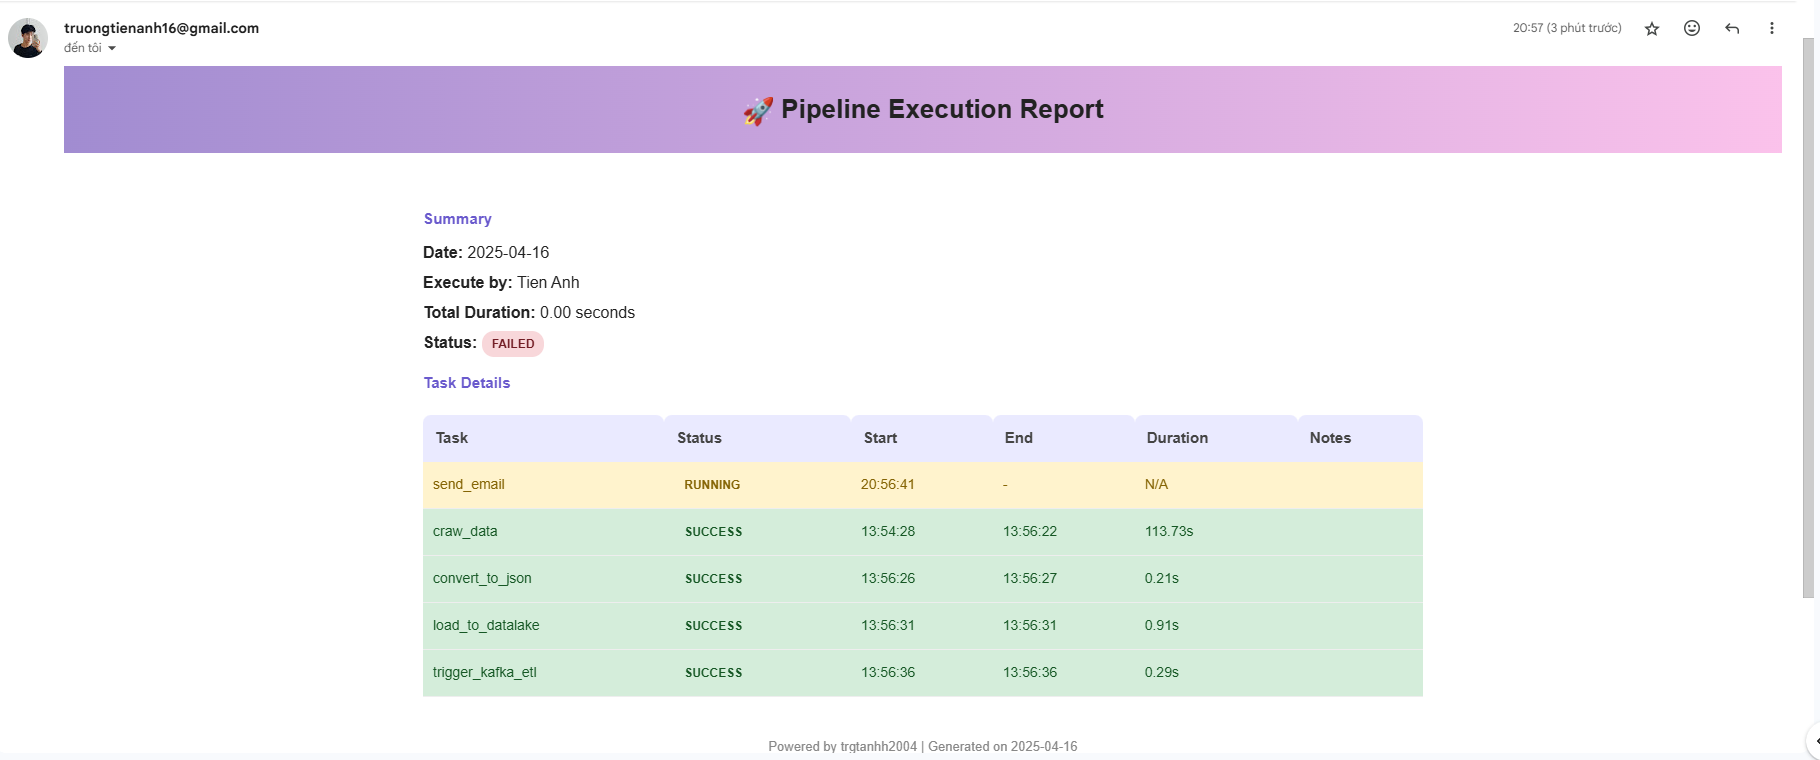 truongtienanh16@gmail.com
20:57 (3 phút trước)
đến tôi
🚀 Pipeline Execution Report
Summary
Date: 2025-04-16
Execute by: Tien Anh
Total Duration: 0.00 seconds
Status: FAILED
Task Details
Task Status Start End Duration Notes
send_email RUNNING 20:56:41 - N/A
craw_data SUCCESS 13:54:28 13:56:22 113.73s
convert_to_json SUCCESS 13:56:26 13:56:27 0.21s
load_to_datalake SUCCESS 13:56:31 13:56:31 0.91s
trigger_kafka_etl SUCCESS 13:56:36 13:56:36 0.29s
Powered by trgtanhh2004 | Generated on 2025-04-16